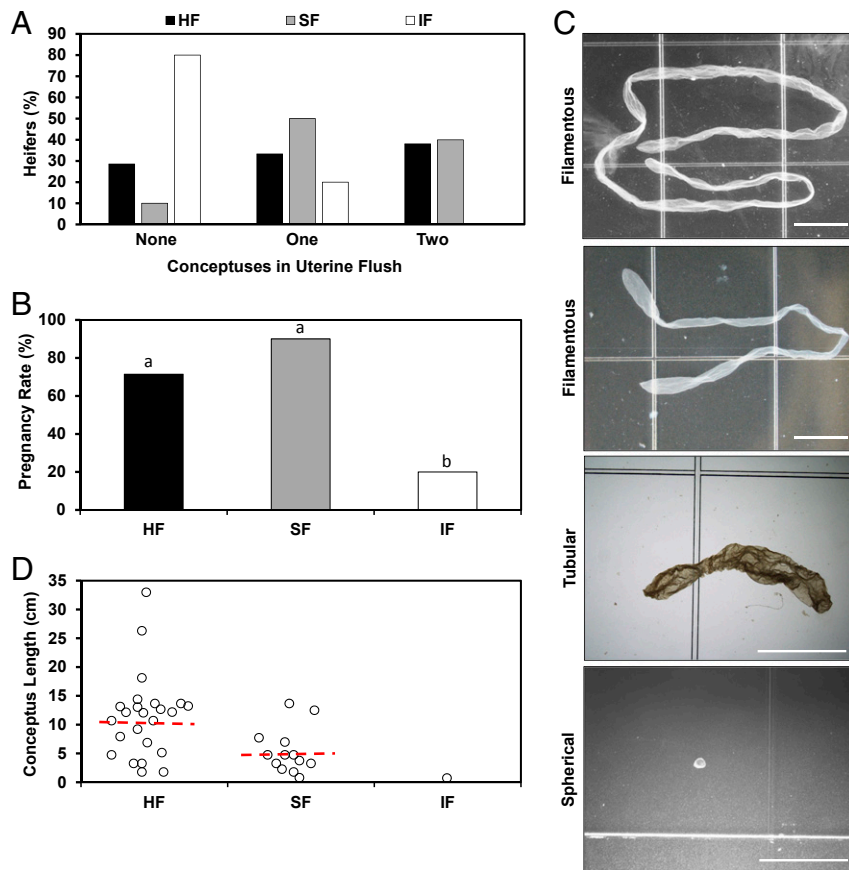 A
HF SF IF
90
80
70
60
50
40
30
20
10
0
Heifers (%)
None One Two
Conceptuses in Uterine Flush
B
100
80
60
40
20
0
Pregnancy Rate (%)
a
a
b
HF SF IF
D
35
30
25
20
15
10
5
0
Conceptus Length (cm)
HF SF IF
C
Filamentous
Filamentous
Tubular
Spherical